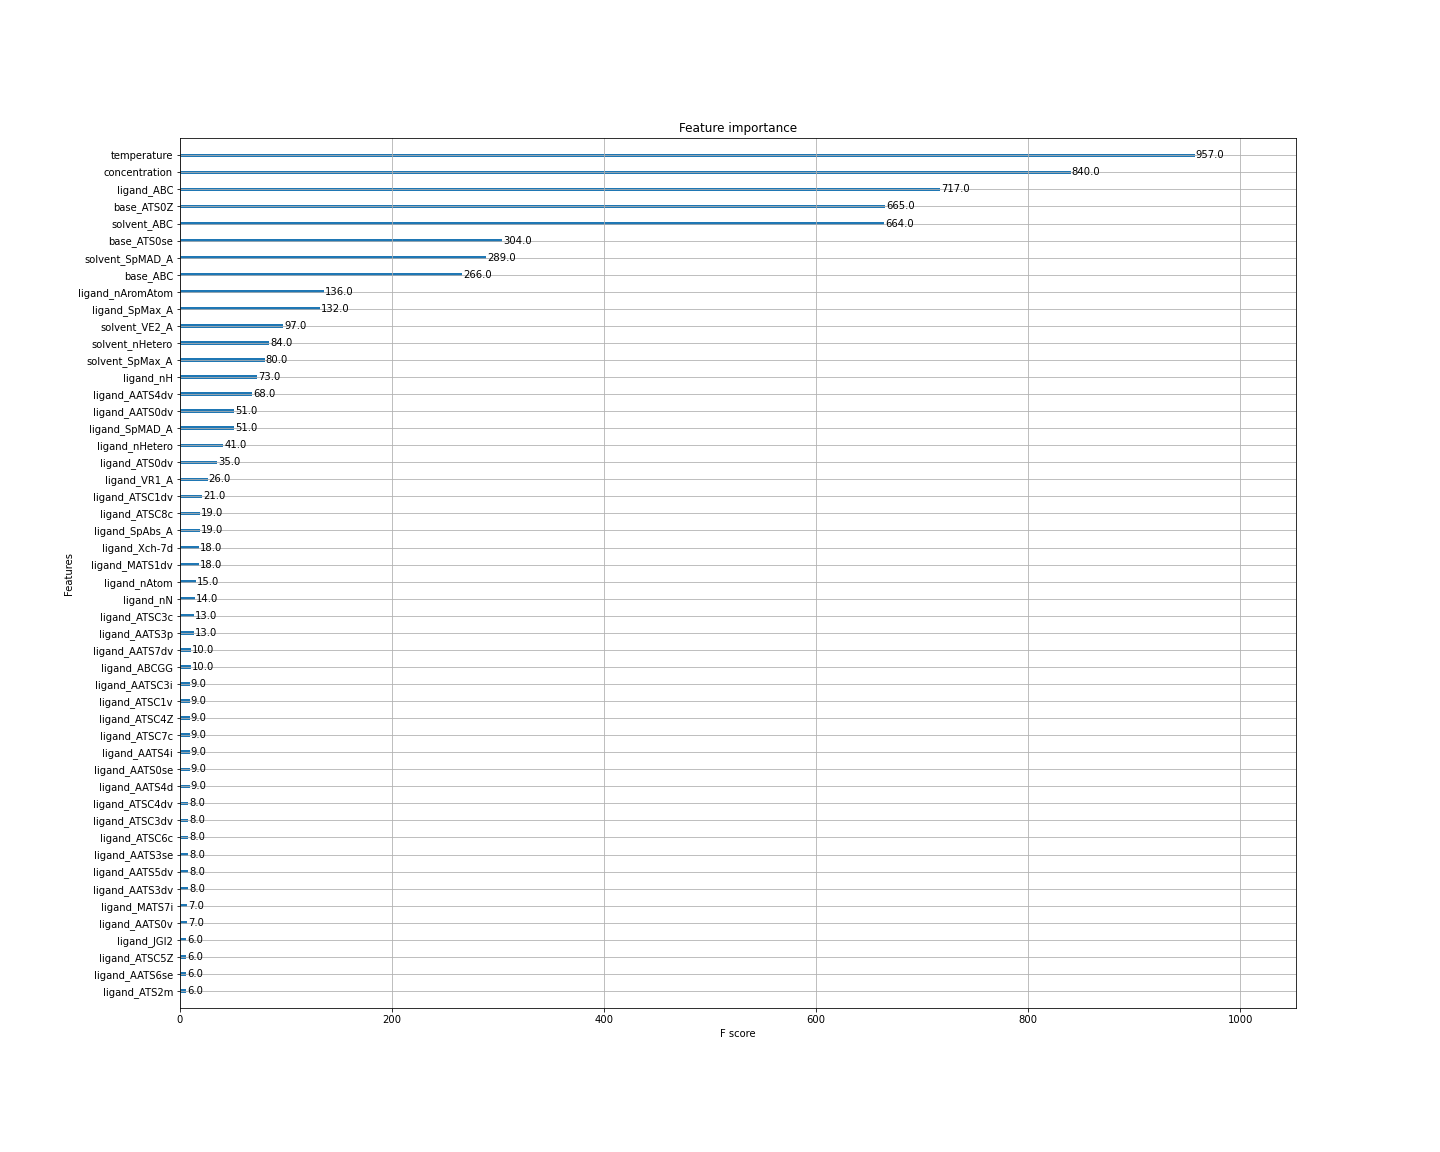 Feature importance
temperature 957.0
concentration 840.0
ligand_ABC 717.0
base_ATS0Z 665.0
solvent_ABC 664.0
base_ATS0se 304.0
solvent_SpMAD_A 289.0
base_ABC 266.0
ligand_nAromAtom 136.0
ligand_SpMax_A 132.0
solvent_VE2_A 97.0
solvent_nHetero 84.0
solvent_SpMax_A 80.0
ligand_nH 73.0
ligand_AATS4dv 68.0
ligand_AATS0dv 51.0
ligand_SpMAD_A 51.0
ligand_nHetero 41.0
ligand_ATS0dv 35.0
ligand_VR1_A 26.0
ligand_ATSC1dv 21.0
ligand_ATSC8c 19.0
ligand_SpAbs_A 19.0
ligand_Xch-7d 18.0
ligand_MATS1dv 18.0
ligand_nAtom 15.0
ligand_nN 14.0
ligand_ATSC3c 13.0
ligand_AATS3p 13.0
ligand_AATS7dv 10.0
ligand_ABCGG 10.0
ligand_AATSC3i 9.0
ligand_ATSC1v 9.0
ligand_ATSC4Z 9.0
ligand_ATSC7c 9.0
ligand_AATS4i 9.0
ligand_AATS0se 9.0
ligand_AATS4d 9.0
ligand_ATSC4dv 8.0
ligand_ATSC3dv 8.0
ligand_ATSC6c 8.0
ligand_AATS3se 8.0
ligand_AATS5dv 8.0
ligand_AATS3dv 8.0
ligand_MATS7i 7.0
ligand_AATS0v 7.0
ligand_JGI2 6.0
ligand_ATSC5Z 6.0
ligand_AATS6se 6.0
ligand_ATS2m 6.0
Features
0 200 400 600 800 1000
F score